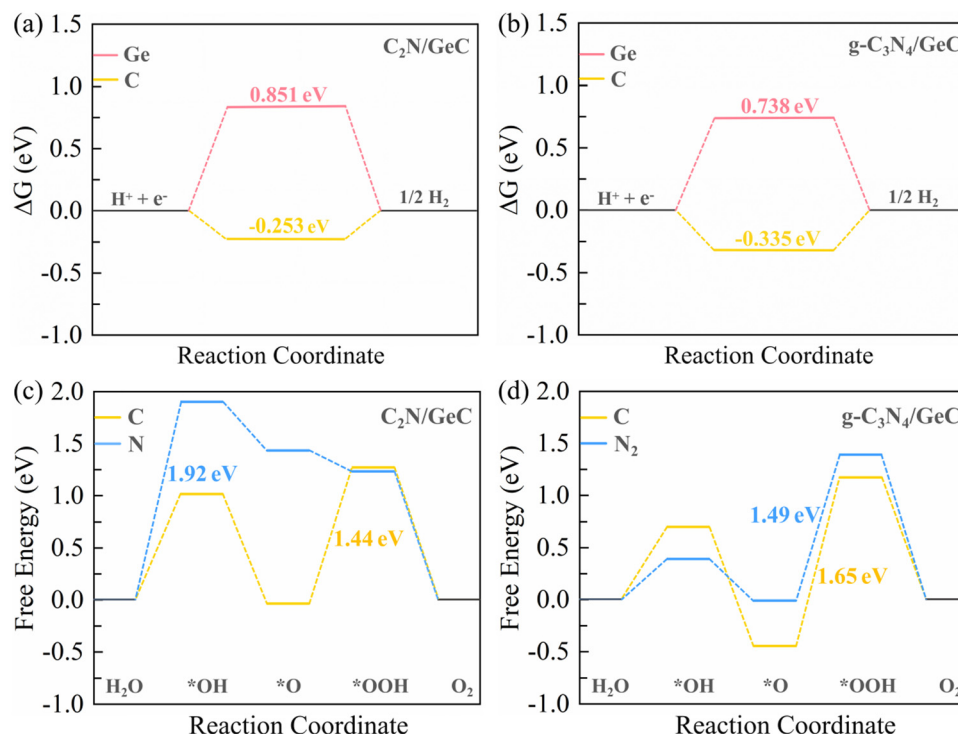 (a)
1.5
1.0
0.5
0.0
-0.5
-1.0
ΔG (eV)
Ge
C
C₂N/GeC
0.851 eV
H⁺ + e⁻
1/2 H₂
-0.253 eV
Reaction Coordinate
(b)
1.5
1.0
0.5
0.0
-0.5
-1.0
ΔG (eV)
Ge
C
g-C₃N₄/GeC
0.738 eV
H⁺ + e⁻
1/2 H₂
-0.335 eV
Reaction Coordinate
(c)
2.0
1.5
1.0
0.5
0.0
-0.5
-1.0
Free Energy (eV)
C
N
C₂N/GeC
1.92 eV
1.44 eV
H₂O *OH *O *OOH O₂
Reaction Coordinate
(d)
2.0
1.5
1.0
0.5
0.0
-0.5
-1.0
Free Energy (eV)
C
N₂
g-C₃N₄/GeC
1.49 eV
1.65 eV
H₂O *OH *O *OOH O₂
Reaction Coordinate